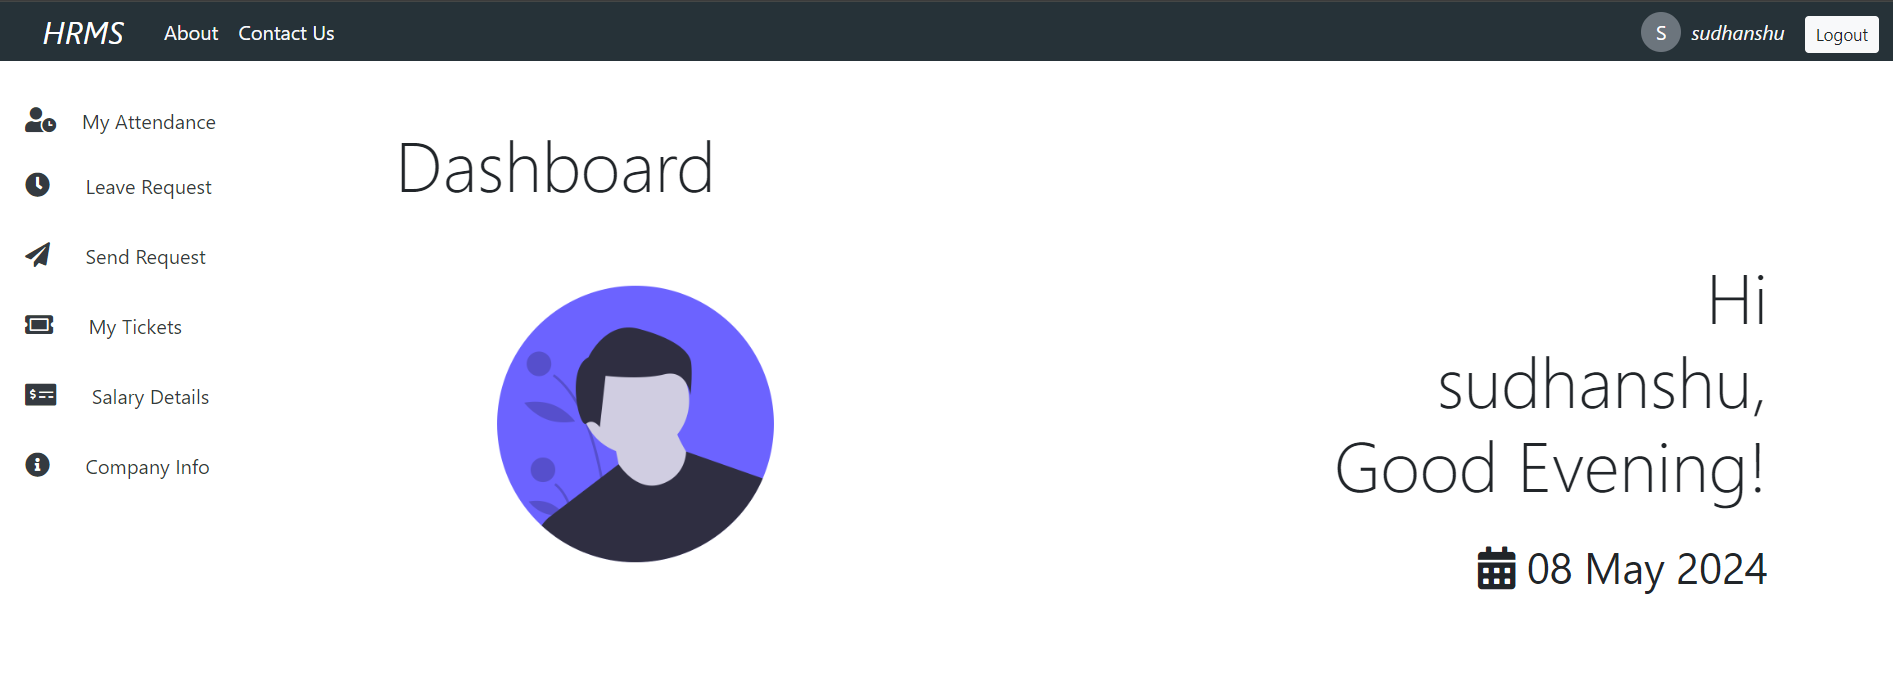 HRMS About Contact Us S sudhanshu Logout
My Attendance
Leave Request
Send Request
My Tickets
Salary Details
Company Info
Dashboard
Hi
sudhanshu,
Good Evening!
08 May 2024